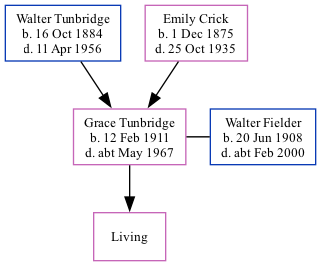 Walter Tunbridge
b. 16 Oct 1884
d. 11 Apr 1956
Emily Crick
b. 1 Dec 1875
d. 25 Oct 1935
Grace Tunbridge
b. 12 Feb 1911
d. abt May 1967
Walter Fielder
b. 20 Jun 1908
d. abt Feb 2000
Living